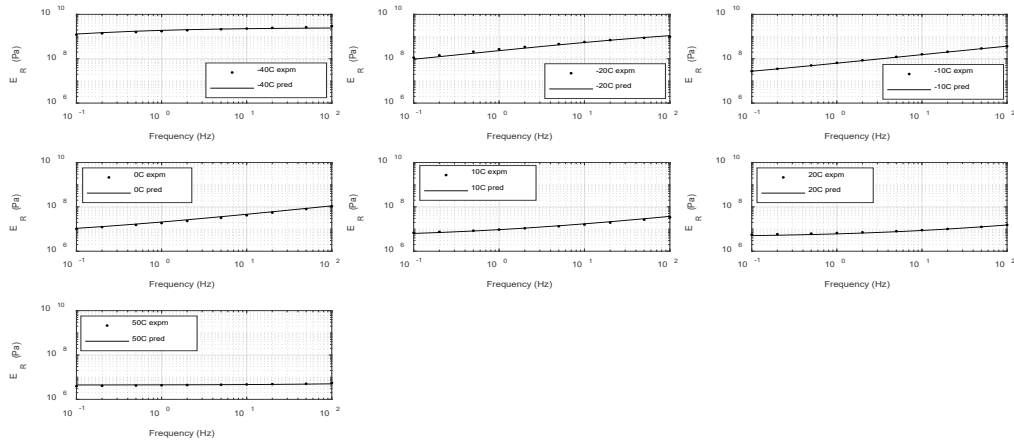 10 10
10 8
10 6
E R (Pa)
-40C expm
-40C pred
10 -1
10 0
10 1
10 2
Frequency (Hz)
10 10
10 8
10 6
E R (Pa)
-20C expm
-20C pred
10 -1
10 0
10 1
10 2
Frequency (Hz)
10 10
10 8
10 6
E R (Pa)
-10C expm
-10C pred
10 -1
10 0
10 1
10 2
Frequency (Hz)
10 10
10 8
10 6
E R (Pa)
0C expm
0C pred
10 -1
10 0
10 1
10 2
Frequency (Hz)
10 10
10 8
10 6
E R (Pa)
10C expm
10C pred
10 -1
10 0
10 1
10 2
Frequency (Hz)
10 10
10 8
10 6
E R (Pa)
20C expm
20C pred
10 -1
10 0
10 1
10 2
Frequency (Hz)
10 10
10 8
10 6
E R (Pa)
50C expm
50C pred
10 -1
10 0
10 1
10 2
Frequency (Hz)